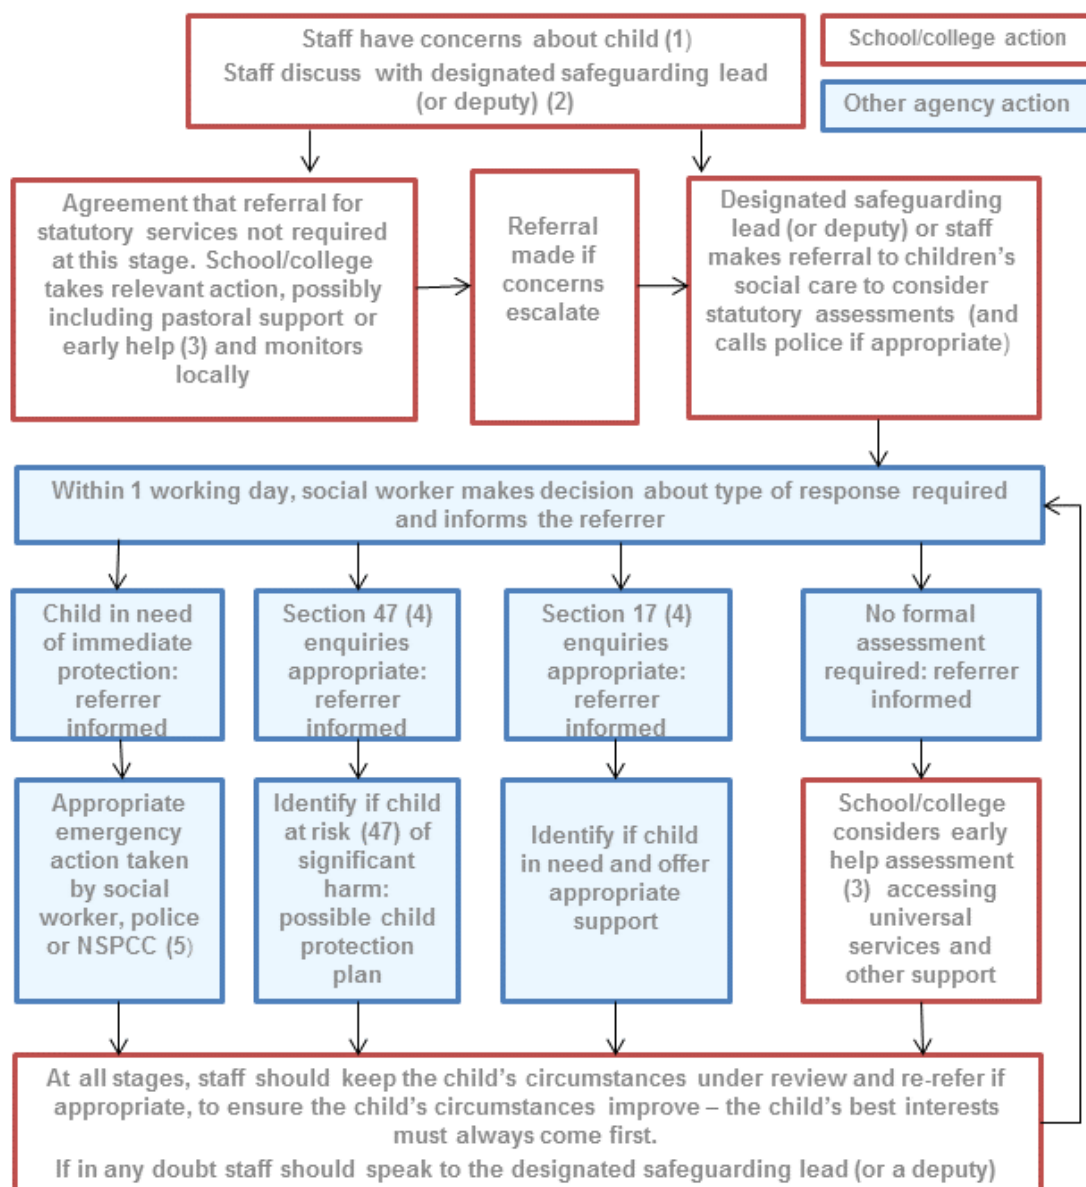 Staff have concerns about child (1)
Staff discuss with designated safeguarding lead
(or deputy) (2)
School/college action
Other agency action
Agreement that referral for
statutory services not required
at this stage. School/college
takes relevant action, possibly
including pastoral support or
early help (3) and monitors
locally
Referral
made if
concerns
escalate
Designated safeguarding
lead (or deputy) or staff
makes referral to children's
social care to consider
statutory assessments (and
calls police if appropriate)
Within 1 working day, social worker makes decision about type of response required
and informs the referrer
Child in need
of immediate
protection:
referrer
informed
Section 47 (4)
enquiries
appropriate:
referrer
informed
Section 17 (4)
enquiries
appropriate:
referrer
informed
No formal
assessment
required: referrer
informed
Appropriate
emergency
action taken
by social
worker, police
or NSPCC (5)
Identify if child
at risk (47) of
significant
harm:
possible child
protection
plan
Identify if child
in need and offer
appropriate
support
School/college
considers early
help assessment
(3) accessing
universal
services and
other support
At all stages, staff should keep the child's circumstances under review and re-refer if
appropriate, to ensure the child's circumstances improve – the child's best interests
must always come first.
If in any doubt staff should speak to the designated safeguarding lead (or a deputy)